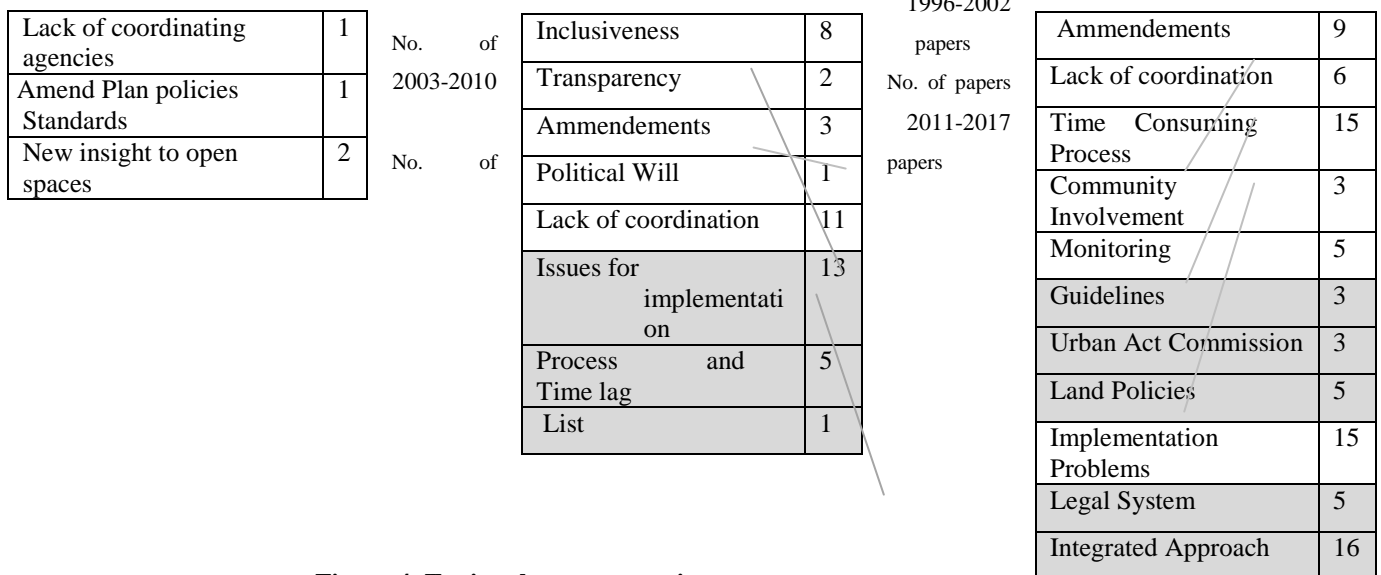 Lack of coordinating 1
agencies
Amend Plan policies 1
Standards
New insight to open 2
spaces
No. of
2003-2010
No. of
Inclusiveness 8
Transparency 2
Ammendements 3
Political Will 1
Lack of coordination 11
Issues for 13
implementati
on
Process and 5
Time lag
List 1
1996-2002
papers
No. of papers
2011-2017
papers
Ammendements 9
Lack of coordination 6
Time Consuming 15
Process
Community 3
Involvement
Monitoring 5
Guidelines 3
Urban Act Commission 3
Land Policies 5
Implementation 15
Problems
Legal System 5
Integrated Approach 16